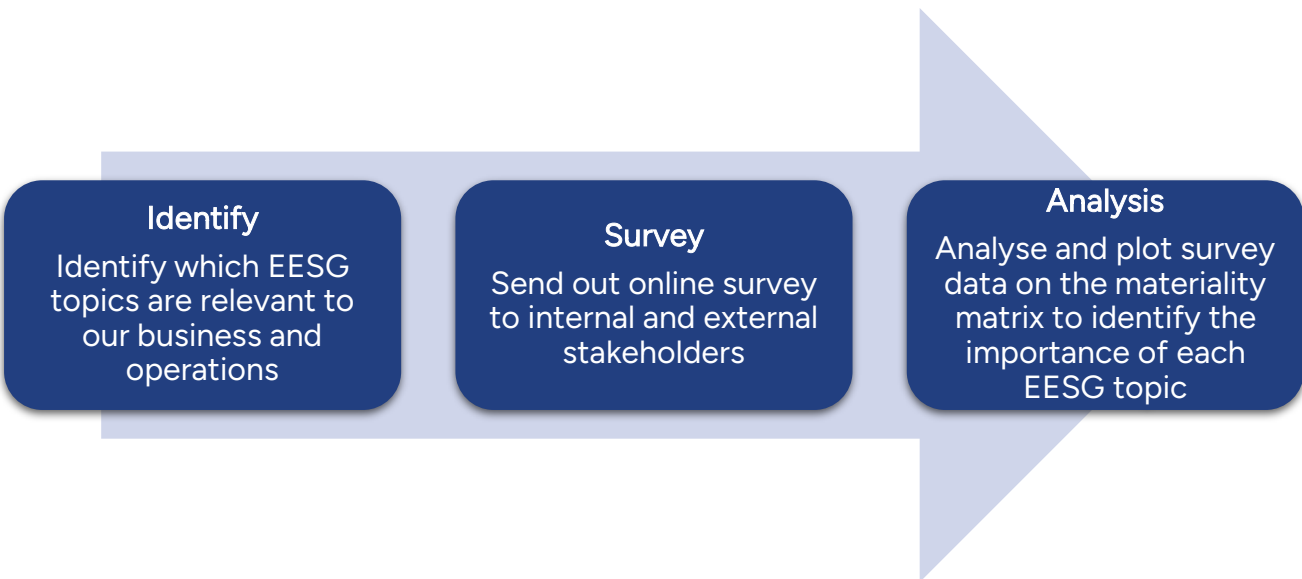 Identify
Identify which EESG
topics are relevant to
our business and
operations
Survey
Send out online survey
to internal and external
stakeholders
Analysis
Analyse and plot survey
data on the materiality
matrix to identify the
importance of each
EESG topic